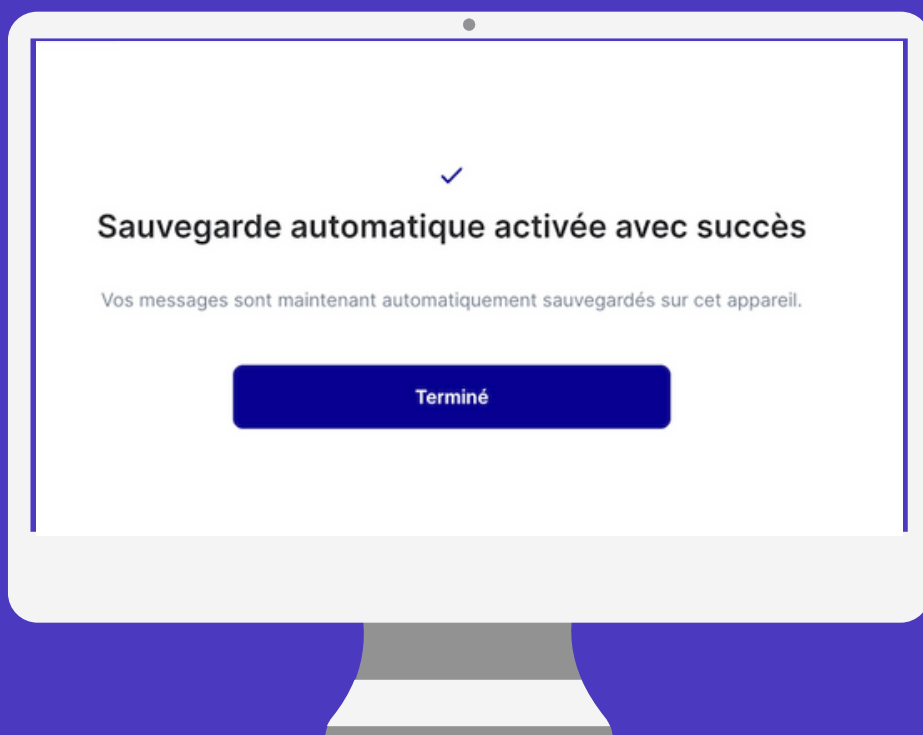 Sauvegarde automatique activée avec succès
Vos messages sont maintenant automatiquement sauvegardés sur cet appareil.
Terminé